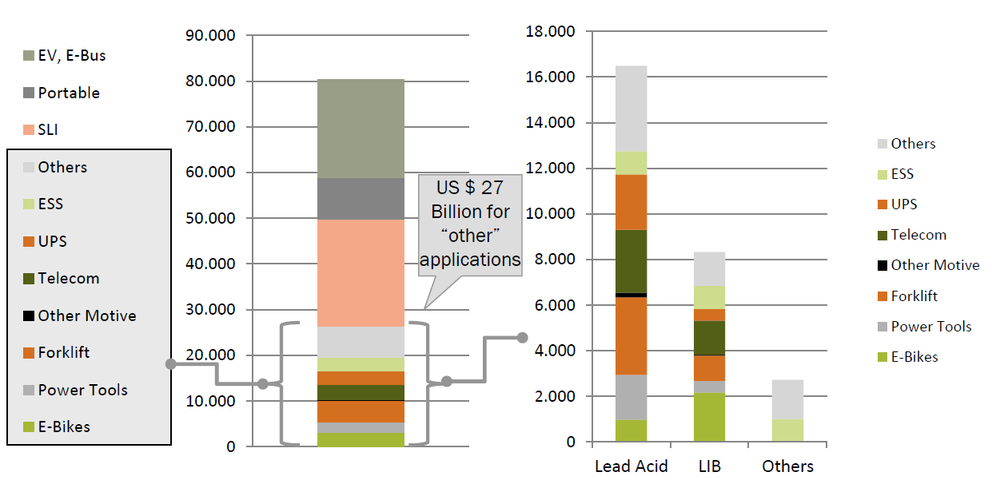 EV, E-Bus
Portable
SLI
Others
ESS
UPS
Telecom
Other Motive
Forklift
Power Tools
E-Bikes
90.000
80.000
70.000
60.000
50.000
40.000
30.000
20.000
10.000
0
US $ 27
Billion for
“other”
applications
18.000
16.000
14.000
12.000
10.000
8.000
6.000
4.000
2.000
0
Lead Acid
LIB
Others
Others
ESS
UPS
Telecom
Other Motive
Forklift
Power Tools
E-Bikes